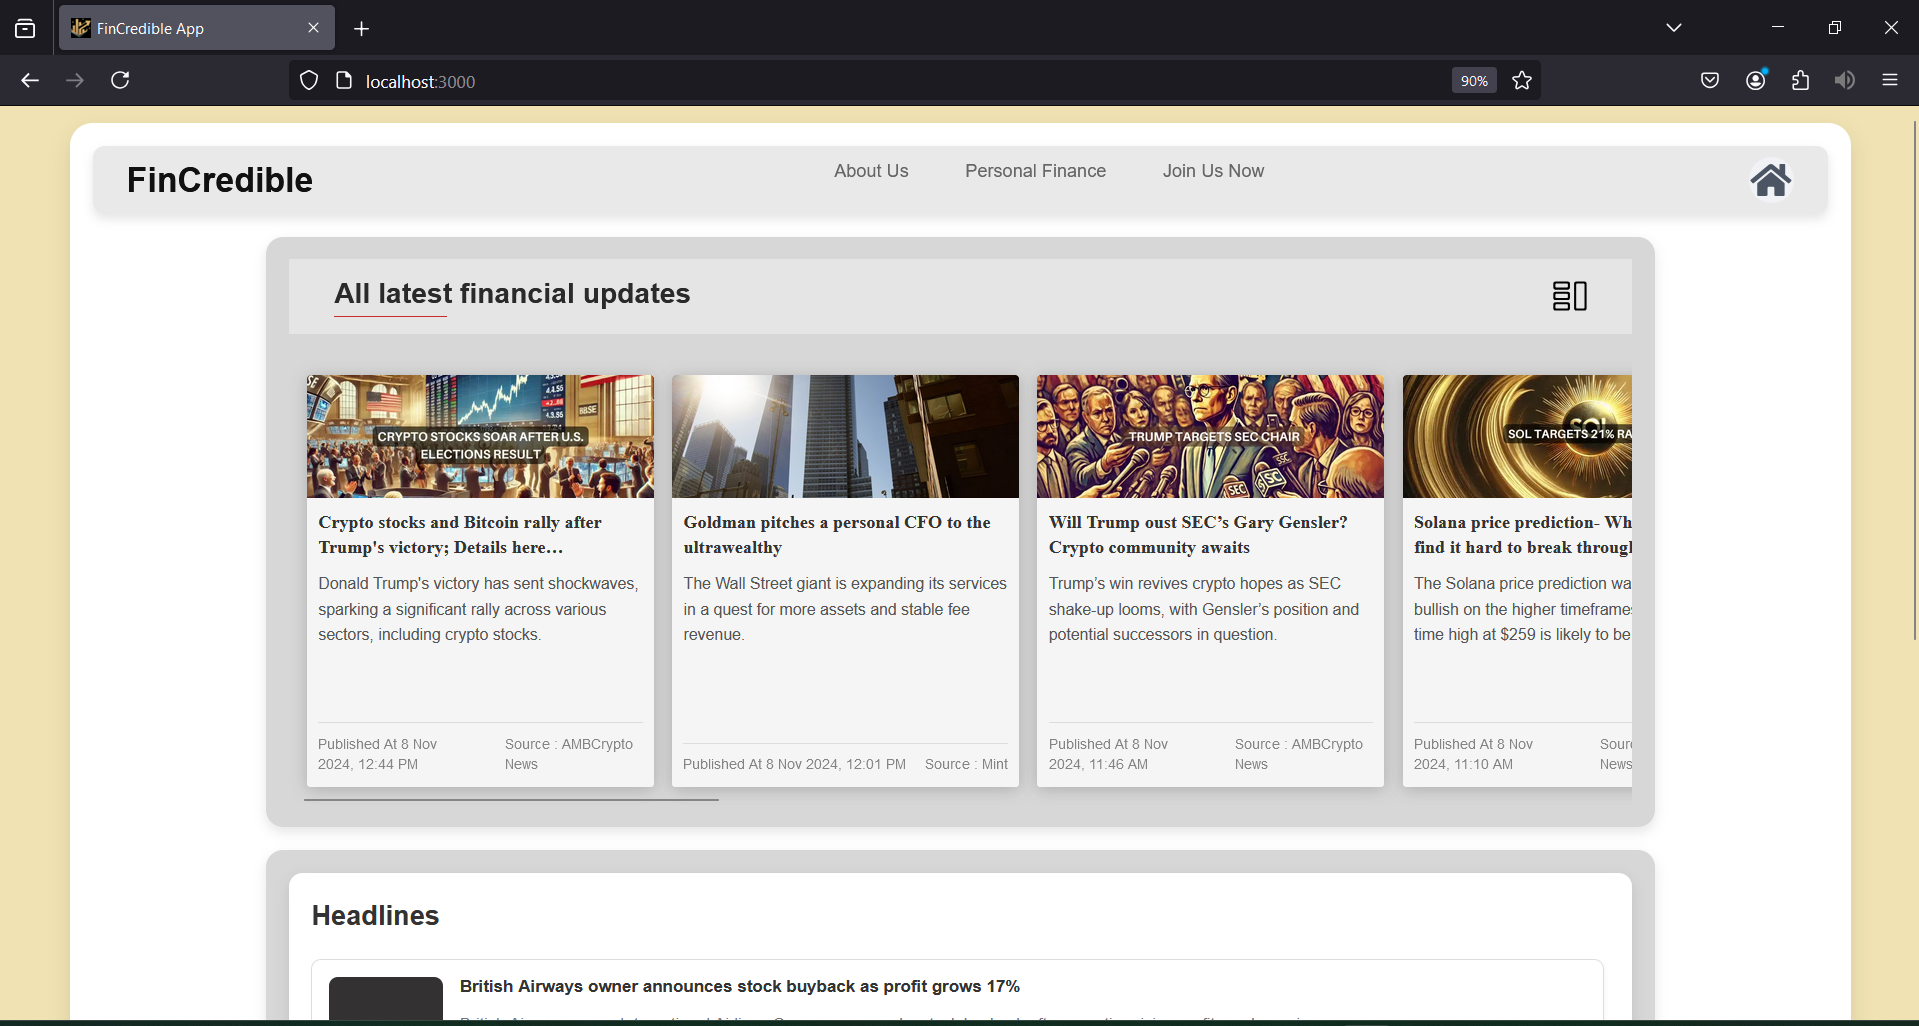 FinCredible App
localhost:3000
90%
FinCredible
About Us
Personal Finance
Join Us Now
All latest financial updates
CRYPTO STOCKS SOAR AFTER U.S.
ELECTIONS RESULT
Crypto stocks and Bitcoin rally after
Trump's victory; Details here…
Donald Trump's victory has sent shockwaves,
sparking a significant rally across various
sectors, including crypto stocks.
Published At 8 Nov
2024, 12:44 PM
Source : AMBCrypto
News
Goldman pitches a personal CFO to the
ultrawealthy
The Wall Street giant is expanding its services
in a quest for more assets and stable fee
revenue.
Published At 8 Nov 2024, 12:01 PM
Source : Mint
TRUMP TARGETS SEC CHAIR
SEC
Will Trump oust SEC’s Gary Gensler?
Crypto community awaits
Trump’s win revives crypto hopes as SEC
shake-up looms, with Gensler’s position and
potential successors in question.
Published At 8 Nov
2024, 11:46 AM
Source : AMBCrypto
News
SOL TARGETS 21% RA
Solana price prediction- Wh
find it hard to break throug
The Solana price prediction wa
bullish on the higher timeframes
time high at $259 is likely to be
Published At 8 Nov
2024, 11:10 AM
Sour
News
Headlines
British Airways owner announces stock buyback as profit grows 17%